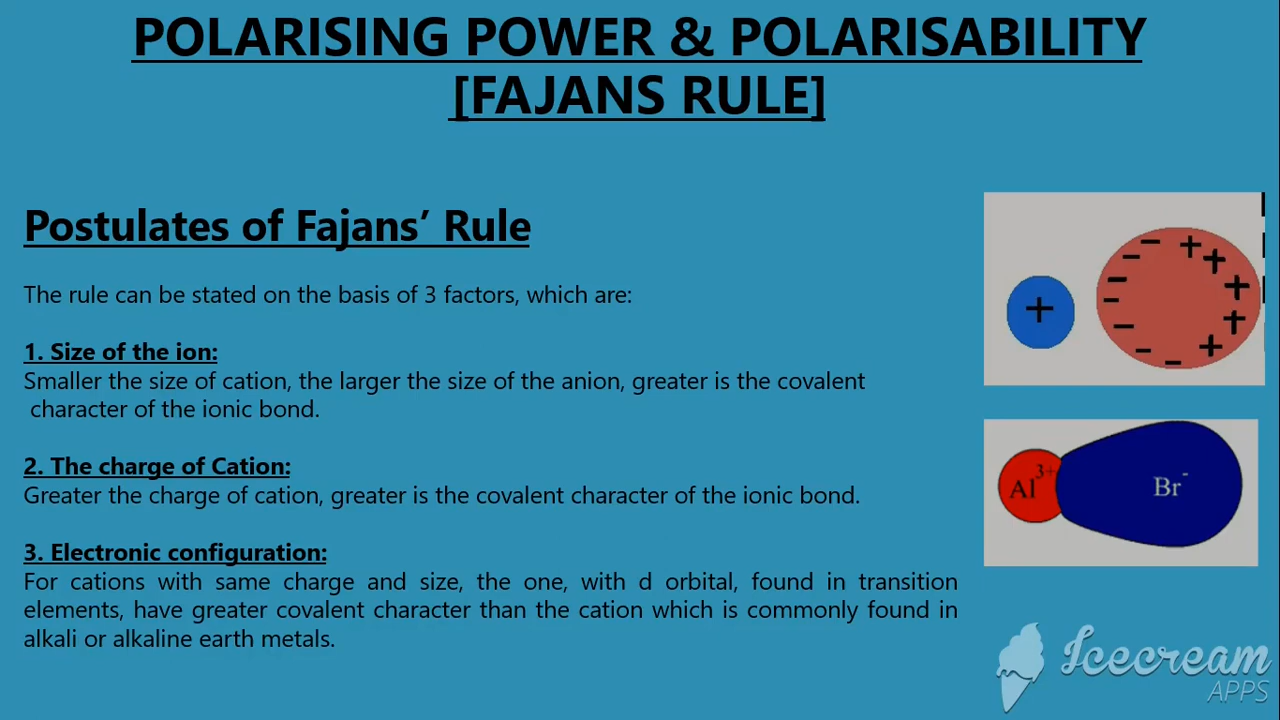 POLARISING POWER & POLARISABILITY
[FAJANS RULE]
Postulates of Fajans’ Rule
The rule can be stated on the basis of 3 factors, which are:
1. Size of the ion:
Smaller the size of cation, the larger the size of the anion, greater is the covalent
character of the ionic bond.
2. The charge of Cation:
Greater the charge of cation, greater is the covalent character of the ionic bond.
3. Electronic configuration:
For cations with same charge and size, the one, with d orbital, found in transition
elements, have greater covalent character than the cation which is commonly found in
alkali or alkaline earth metals.
+
− − − − − − − + + + + +
Al3+ Br-
Icecream
APPS